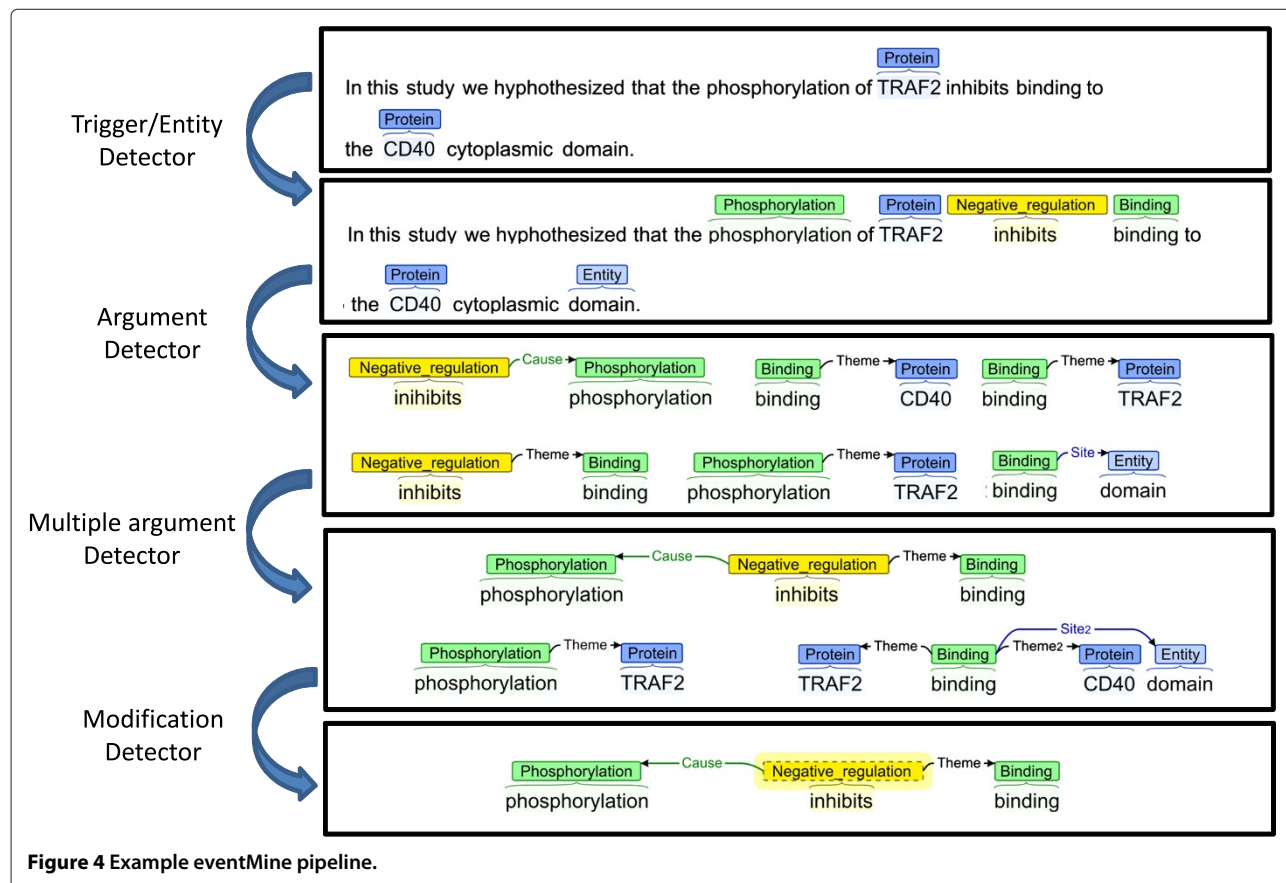 Trigger/Entity
Detector
Protein
In this study we hyphothesized that the phosphorylation of TRAF2 inhibits binding to
Protein
the CD40 cytoplasmic domain.
Phosphorylation Protein Negative_regulation Binding
In this study we hyphothesized that the phosphorylation of TRAF2 inhibits binding to
Protein Entity
the CD40 cytoplasmic domain.
Argument
Detector
Negative_regulation Cause Phosphorylation Binding Theme Protein Binding Theme Protein
inihibits phosphorylation binding CD40 binding TRAF2
Negative_regulation Theme Binding Phosphorylation Theme Protein Binding Site Entity
inhibits binding phosphorylation TRAF2 binding domain
Multiple argument
Detector
Phosphorylation Cause Negative_regulation Theme Binding
phosphorylation inhibits binding
Site2
Phosphorylation Theme Protein Protein Theme Binding Theme2 Protein Entity
phosphorylation TRAF2 TRAF2 binding CD40 domain
Modification
Detector
Phosphorylation Cause Negative_regulation Theme Binding
phosphorylation inhibits binding
Figure 4 Example eventMine pipeline.